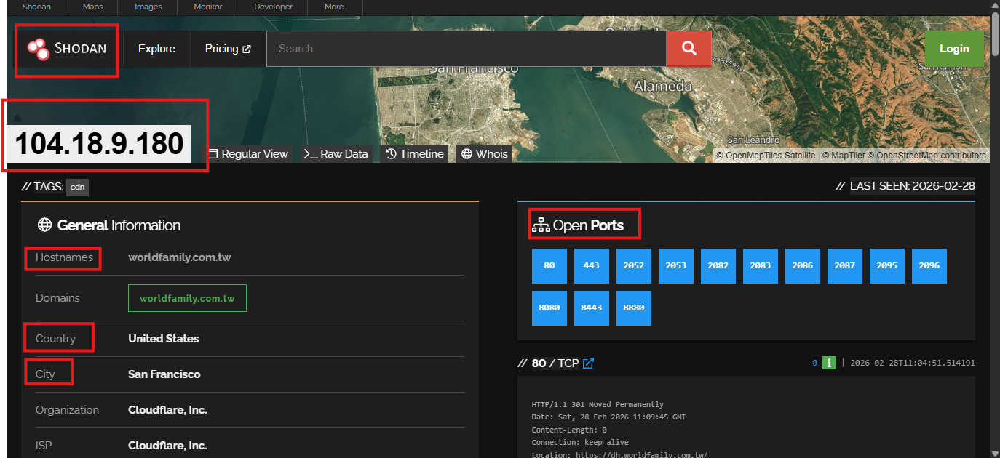 Shodan Maps Images Monitor Developer More...
SHODAN Explore Pricing Search Login
San Francisco
Alameda
San Leandro
104.18.9.180
Regular View Raw Data Timeline Whois
© OpenMapTiles Satellite © MapTiler © OpenStreetMap contributors
// TAGS: cdn
// LAST SEEN: 2026-02-28
General Information
Hostnames worldfamily.com.tw
Domains worldfamily.com.tw
Country United States
City San Francisco
Organization Cloudflare, Inc.
ISP Cloudflare, Inc.
Open Ports
80 443 2052 2053 2082 2083 2086 2087 2095 2096
8080 8443 8880
// 80 / TCP 0 | 2026-02-28T11:04:51.514191
HTTP/1.1 301 Moved Permanently
Date: Sat, 28 Feb 2026 11:09:45 GMT
Content-Length: 0
Connection: keep-alive
Location: https://dh.worldfamily.com.tw/